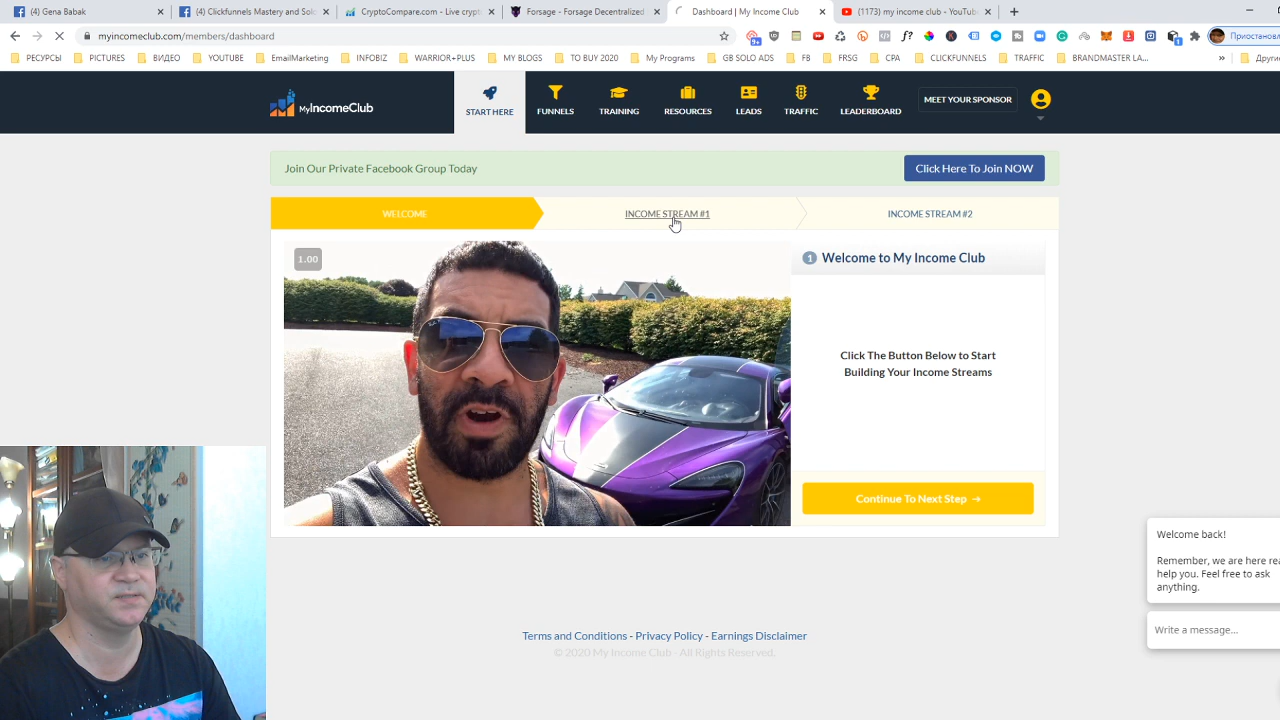 (4) Gena Babak
(4) Clickfunnels Mastery and Sol
CryptoCompare.com - Live crypt
Forsage - Forsage Decentralized
Dashboard | My Income Club
(1173) my income club - YouTub
myincomeclub.com/members/dashboard
9+
1
Приостановл
РЕСУРСЫ
PICTURES
ВИДЕО
YOUTUBE
EmailMarketing
INFOBIZ
WARRIOR+PLUS
MY BLOGS
TO BUY 2020
My Programs
GB SOLO ADS
FB
FRSG
CPA
CLICKFUNNELS
TRAFFIC
BRANDMASTER LA...
»
Другие
MyIncomeClub
START HERE
FUNNELS
TRAINING
RESOURCES
LEADS
TRAFFIC
LEADERBOARD
MEET YOUR SPONSOR
Join Our Private Facebook Group Today
Click Here To Join NOW
WELCOME
INCOME STREAM #1
INCOME STREAM #2
1.00
1 Welcome to My Income Club
Click The Button Below to Start
Building Your Income Streams
Continue To Next Step →
Welcome back!
Remember, we are here rea
help you. Feel free to ask
anything.
Write a message...
Terms and Conditions - Privacy Policy - Earnings Disclaimer
© 2020 My Income Club - All Rights Reserved.